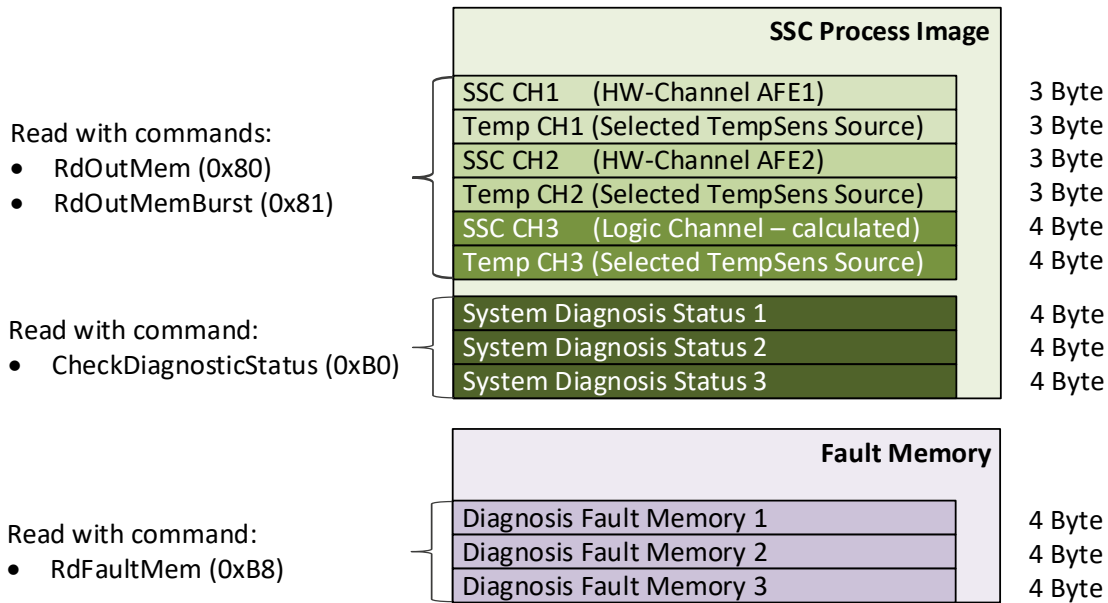 SSC Process Image
Read with commands:
• RdOutMem (0x80)
• RdOutMemBurst (0x81)
SSC CH1 (HW-Channel AFE1) 3 Byte
Temp CH1 (Selected TempSens Source) 3 Byte
SSC CH2 (HW-Channel AFE2) 3 Byte
Temp CH2 (Selected TempSens Source) 3 Byte
SSC CH3 (Logic Channel – calculated) 4 Byte
Temp CH3 (Selected TempSens Source) 4 Byte
Read with command:
• CheckDiagnosticStatus (0xB0)
System Diagnosis Status 1 4 Byte
System Diagnosis Status 2 4 Byte
System Diagnosis Status 3 4 Byte
Fault Memory
Read with command:
• RdFaultMem (0xB8)
Diagnosis Fault Memory 1 4 Byte
Diagnosis Fault Memory 2 4 Byte
Diagnosis Fault Memory 3 4 Byte